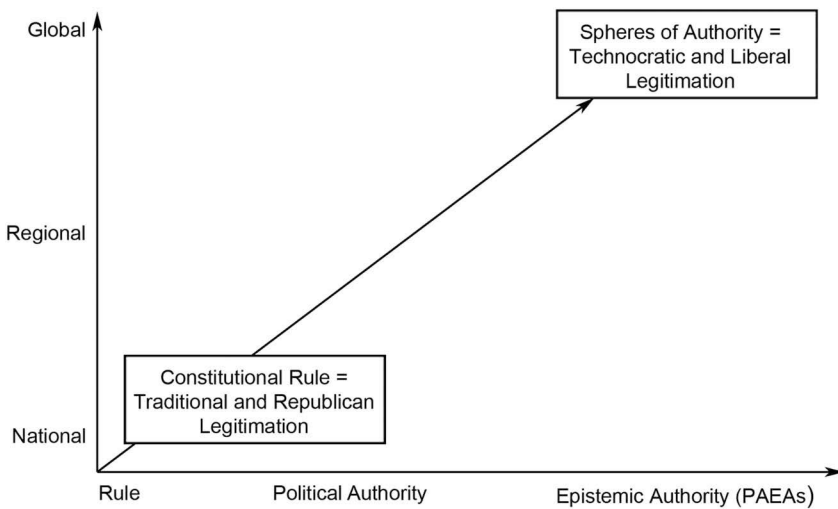 Global
Spheres of Authority =
Technocratic and Liberal
Legitimation
Regional
Constitutional Rule =
Traditional and Republican
Legitimation
National
Rule
Political Authority
Epistemic Authority (PAEAs)